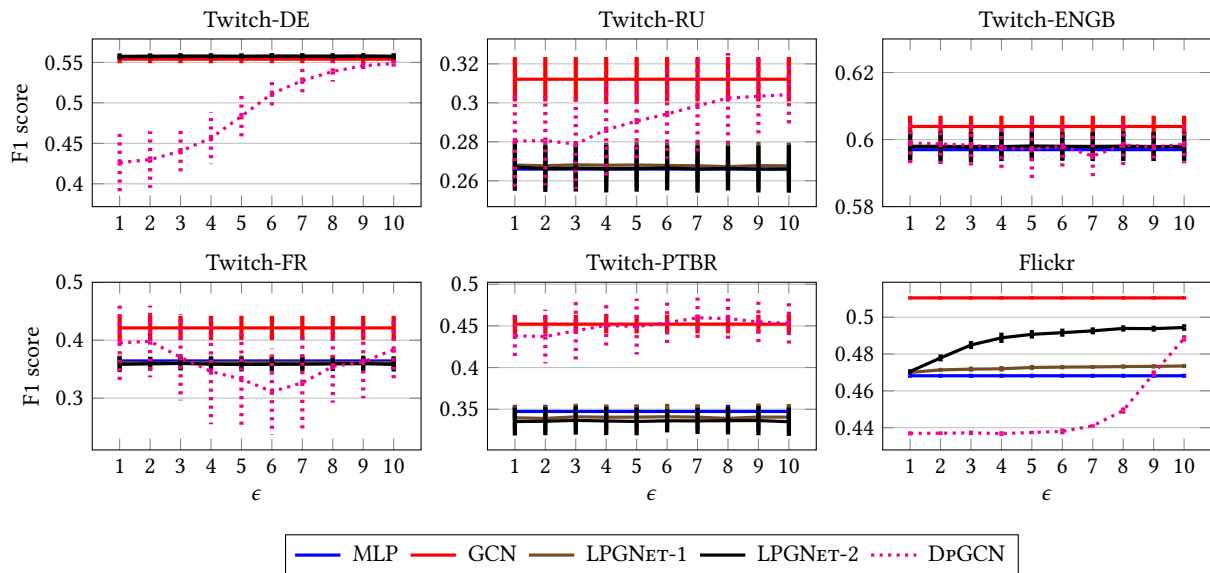 Twitch-DE
Twitch-RU
Twitch-ENGB
F1 score
0.55
0.5
0.45
0.4
1 2 3 4 5 6 7 8 9 10
0.32
0.3
0.28
0.26
1 2 3 4 5 6 7 8 9 10
0.62
0.6
0.58
1 2 3 4 5 6 7 8 9 10
Twitch-FR
Twitch-PTBR
Flickr
F1 score
0.5
0.4
0.3
1 2 3 4 5 6 7 8 9 10
ϵ
0.5
0.45
0.4
0.35
1 2 3 4 5 6 7 8 9 10
ϵ
0.5
0.48
0.46
0.44
1 2 3 4 5 6 7 8 9 10
ϵ
MLP GCN LPGNET-1 LPGNET-2 DPGCN